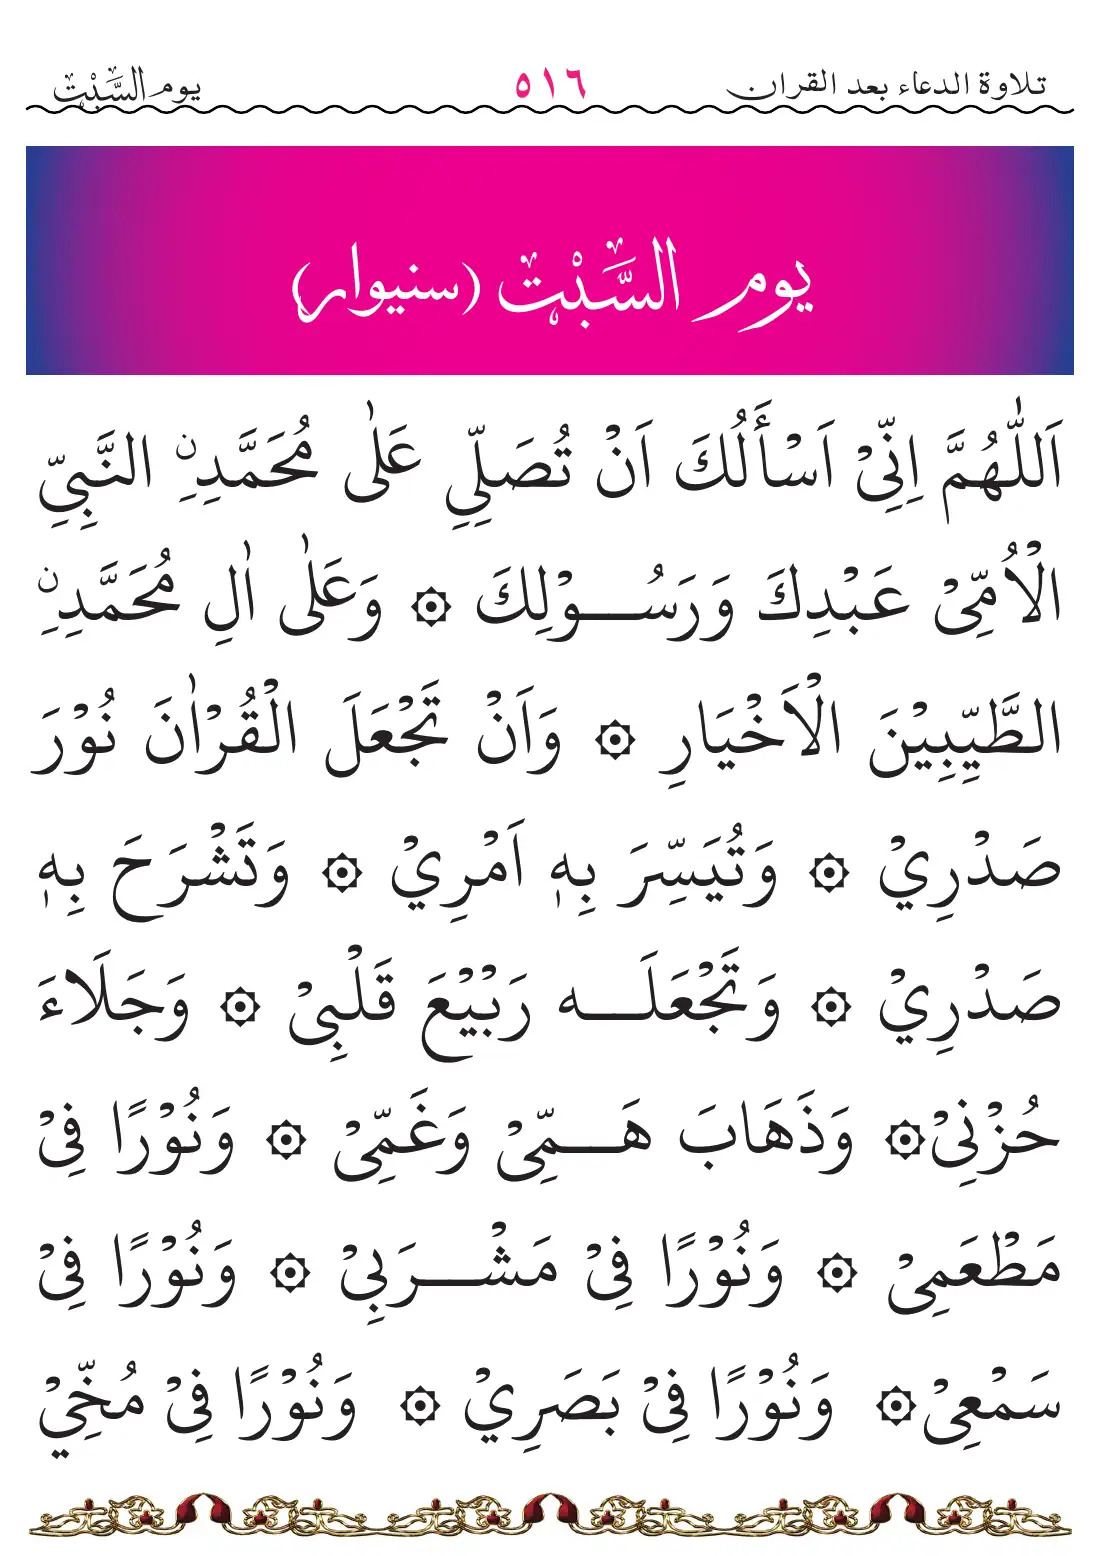 تلاوة الدعاء بعد القران ٥١٦ يوم السَّبْت
يوم السَّبْت (سنيوار)
اَللّٰهُمَّ اِنِّيْ اَسْأَلُكَ اَنْ تُصَلِّيِ عَلٰى مُحَمَّدِنِ النَّبِيِّ
الْاُمِّيْ عَبْدِكَ وَرَسُوْلِكَ ۞ وَعَلٰى اٰلِ مُحَمَّدِنِ
الطَّيِّبِيْنَ الْاَخْيَارِ ۞ وَاَنْ تَجْعَلَ الْقُرْاٰنَ نُوْرَ
صَدْرِيْ ۞ وَتُيَسِّرَ بِهٖ اَمْرِيْ ۞ وَتَشْرَحَ بِهٖ
صَدْرِيْ ۞ وَتَجْعَلَه رَبْيْعَ قَلْبِيْ ۞ وَجَلَاءَ
حُزْنِيْ۞ وَذَهَابَ هَمِّيْ وَغَمِّيْ ۞ وَنُوْرًا فِيْ
مَطْعَمِيْ ۞ وَنُوْرًا فِيْ مَشْرَبِيْ ۞ وَنُوْرًا فِيْ
سَمْعِيْ۞ وَنُوْرًا فِيْ بَصَرِيْ ۞ وَنُوْرًا فِيْ مُخِّيْ